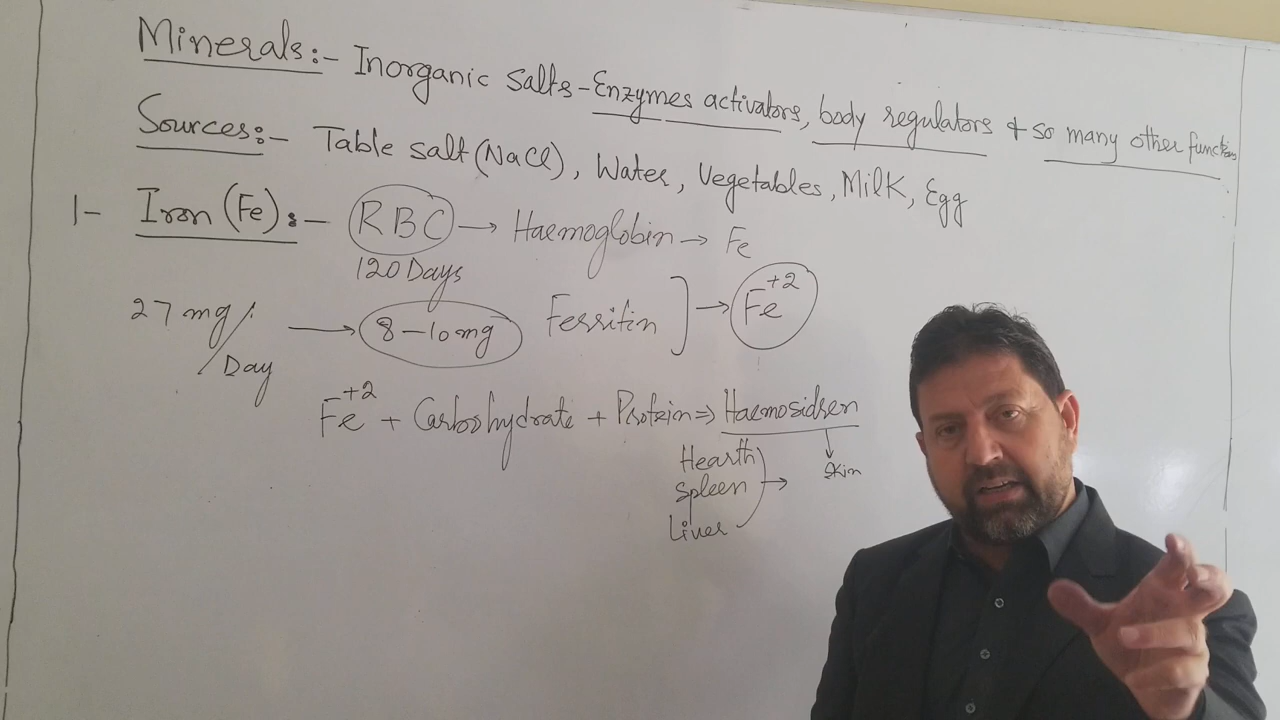 Minerals:- Inorganic salts - Enzymes activators, body regulators & so many other functions
Sources:- Table salt (NaCl), Water, Vegetables, Milk, Egg
1- Iron (Fe):- RBC → Haemoglobin → Fe
120 Days
27 mg/Day → 8-10 mg Ferritin ] → Fe+2
Fe+2 + Carbohydrate + Protein ⇒ Haemosidren
Hearth
Spleen →
Liver
Skin